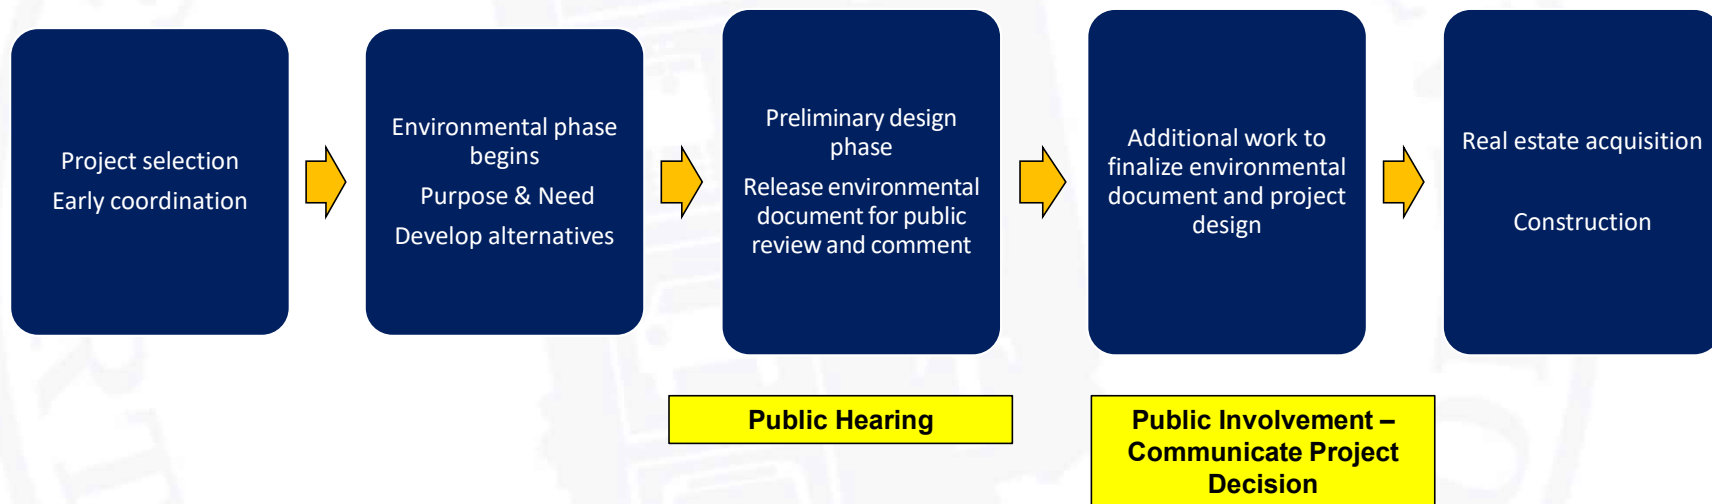 Project selection
Early coordination
Environmental phase
begins
Purpose & Need
Develop alternatives
Preliminary design
phase
Release environmental
document for public
review and comment
Additional work to
finalize environmental
document and project
design
Real estate acquisition
Construction
Public Hearing
Public Involvement –
Communicate Project
Decision